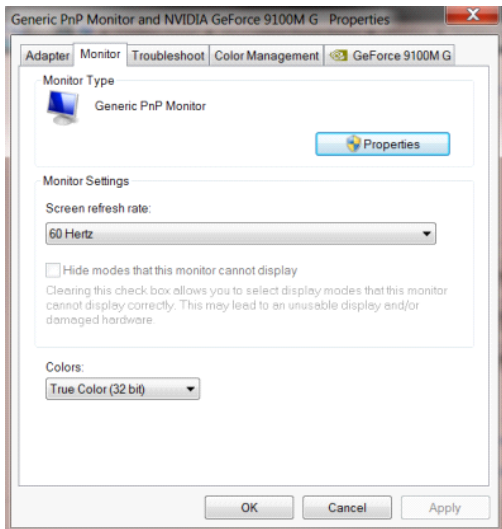 Generic PnP Monitor and NVIDIA GeForce 9100M G Properties
Adapter Monitor Troubleshoot Color Management GeForce 9100M G
Monitor Type
Generic PnP Monitor
Properties
Monitor Settings
Screen refresh rate:
60 Hertz
Hide modes that this monitor cannot display
Clearing this check box allows you to select display modes that this monitor
cannot display correctly. This may lead to an unusable display and/or
damaged hardware.
Colors:
True Color (32 bit)
OK Cancel Apply